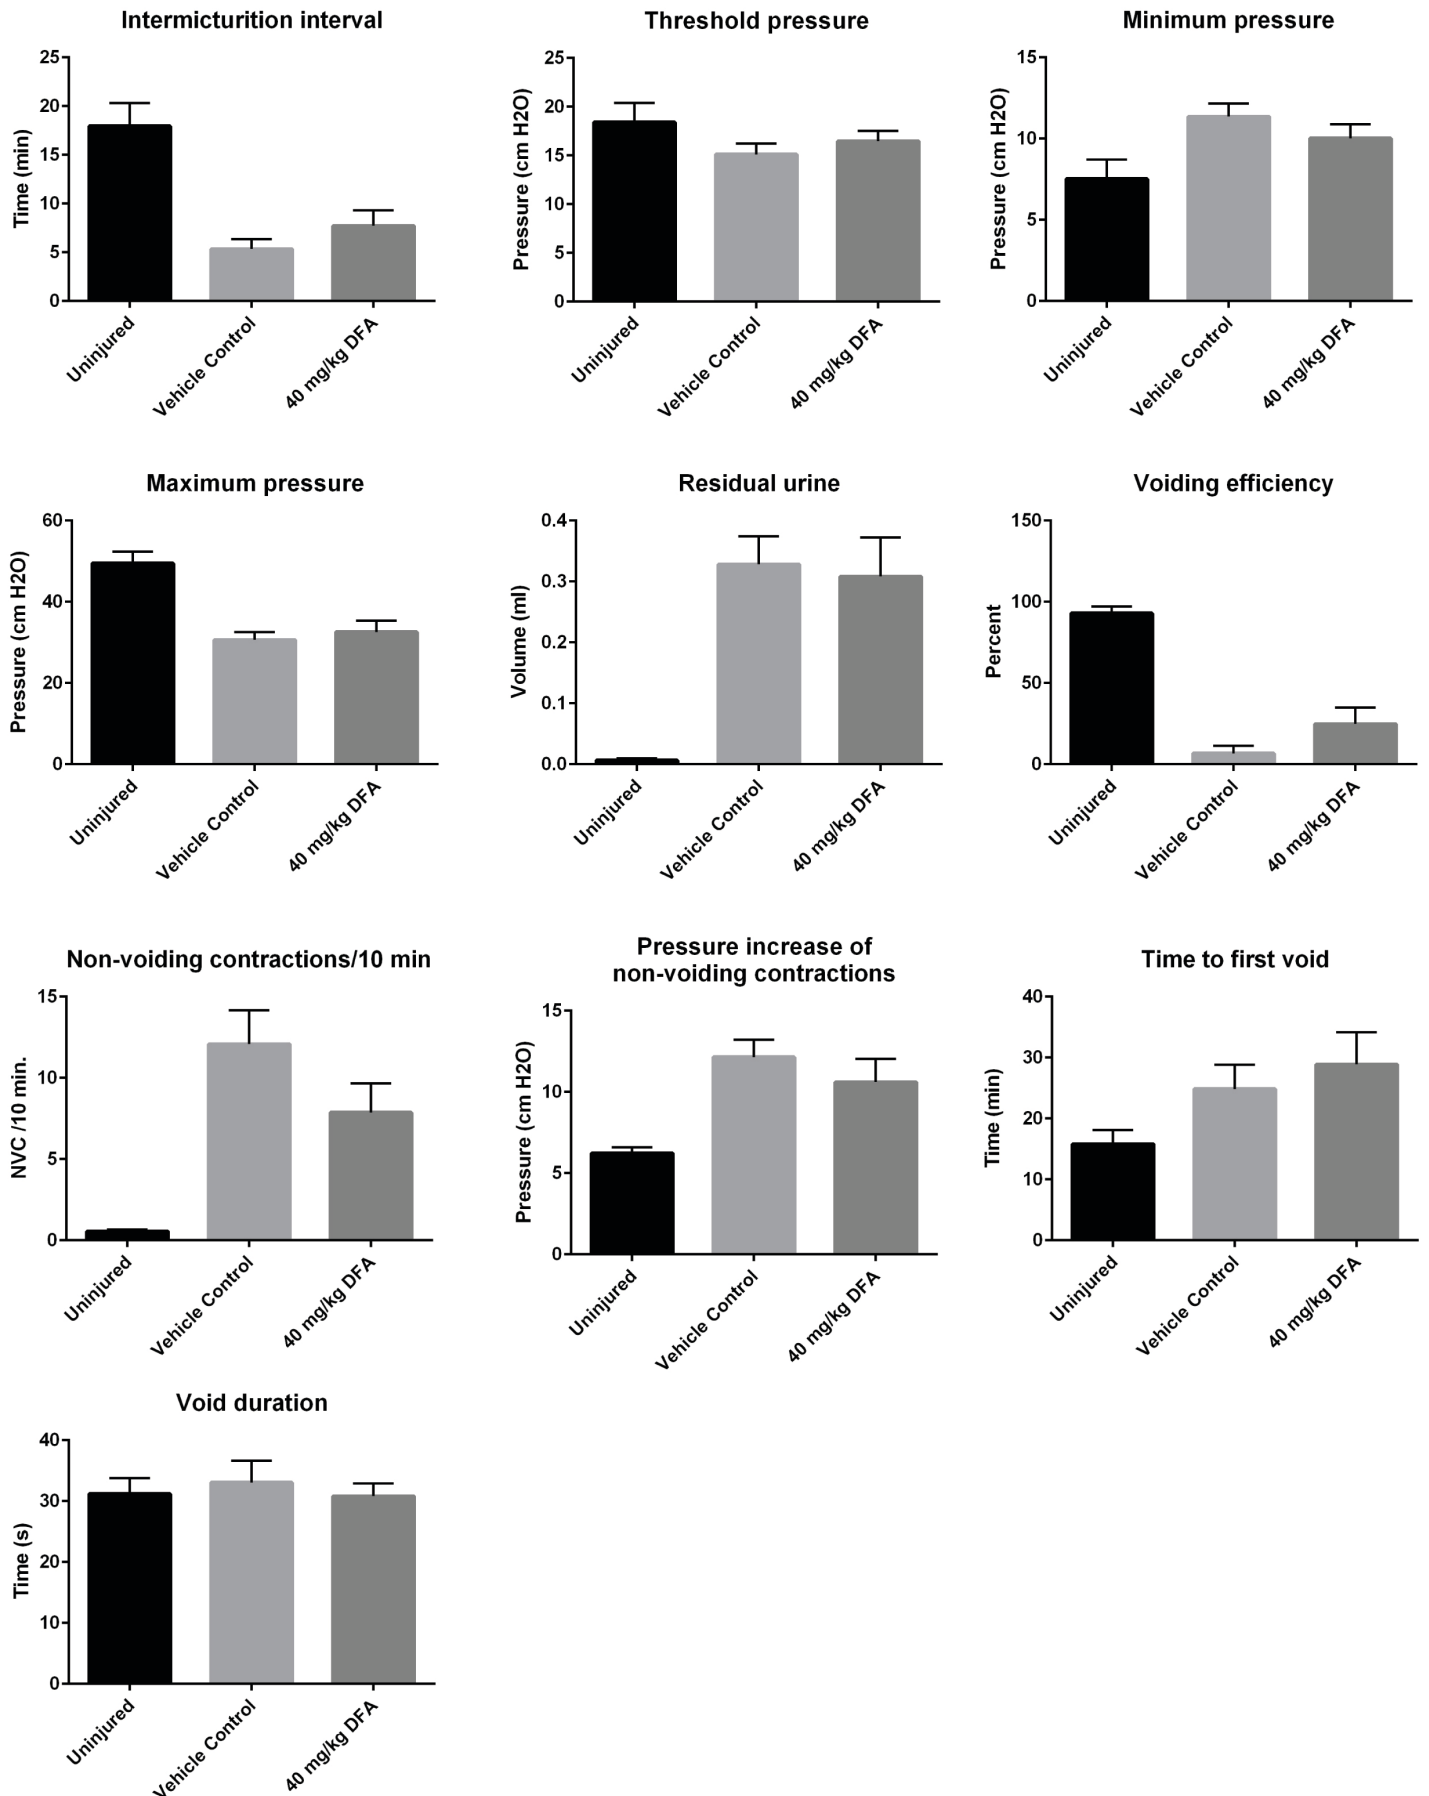 Intermicturition interval
Time (min)
25
20
15
10
5
0
Uninjured
Vehicle Control
40 mg/kg DFA
Threshold pressure
Pressure (cm H2O)
25
20
15
10
5
0
Uninjured
Vehicle Control
40 mg/kg DFA
Minimum pressure
Pressure (cm H2O)
15
10
5
0
Uninjured
Vehicle Control
40 mg/kg DFA
Maximum pressure
Pressure (cm H2O)
60
40
20
0
Uninjured
Vehicle Control
40 mg/kg DFA
Residual urine
Volume (ml)
0.4
0.3
0.2
0.1
0.0
Uninjured
Vehicle Control
40 mg/kg DFA
Voiding efficiency
Percent
150
100
50
0
Uninjured
Vehicle Control
40 mg/kg DFA
Non-voiding contractions/10 min
NVC /10 min.
15
10
5
0
Uninjured
Vehicle Control
40 mg/kg DFA
Pressure increase of
non-voiding contractions
Pressure (cm H2O)
15
10
5
0
Uninjured
Vehicle Control
40 mg/kg DFA
Time to first void
Time (min)
40
30
20
10
0
Uninjured
Vehicle Control
40 mg/kg DFA
Void duration
Time (s)
40
30
20
10
0
Uninjured
Vehicle Control
40 mg/kg DFA